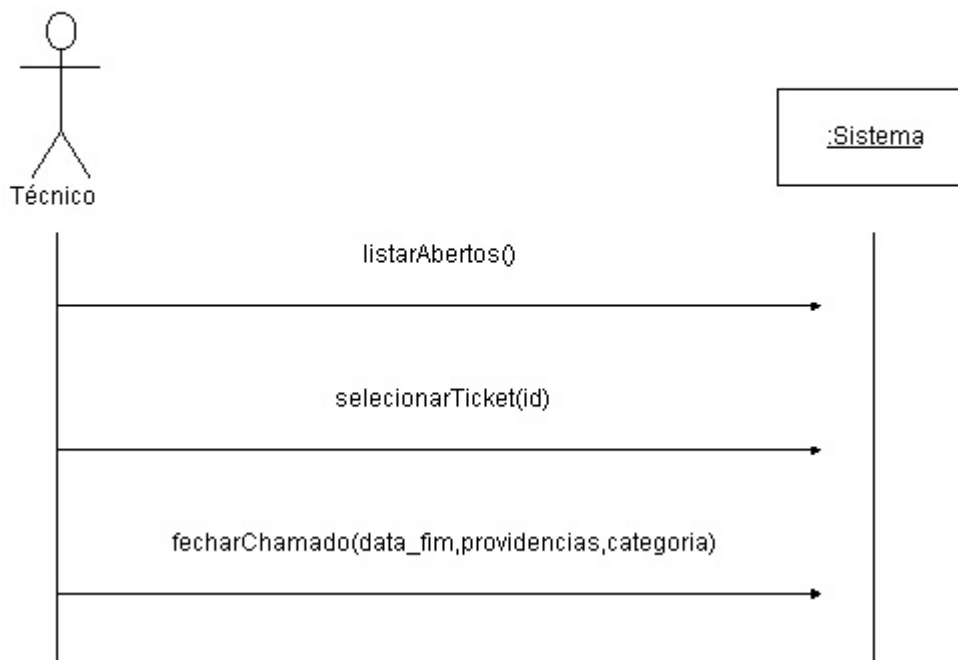 :Sistema
Técnico
listarAbertos()
selecionarTicket(id)
fecharChamado(data_fim,providencias,categoria)